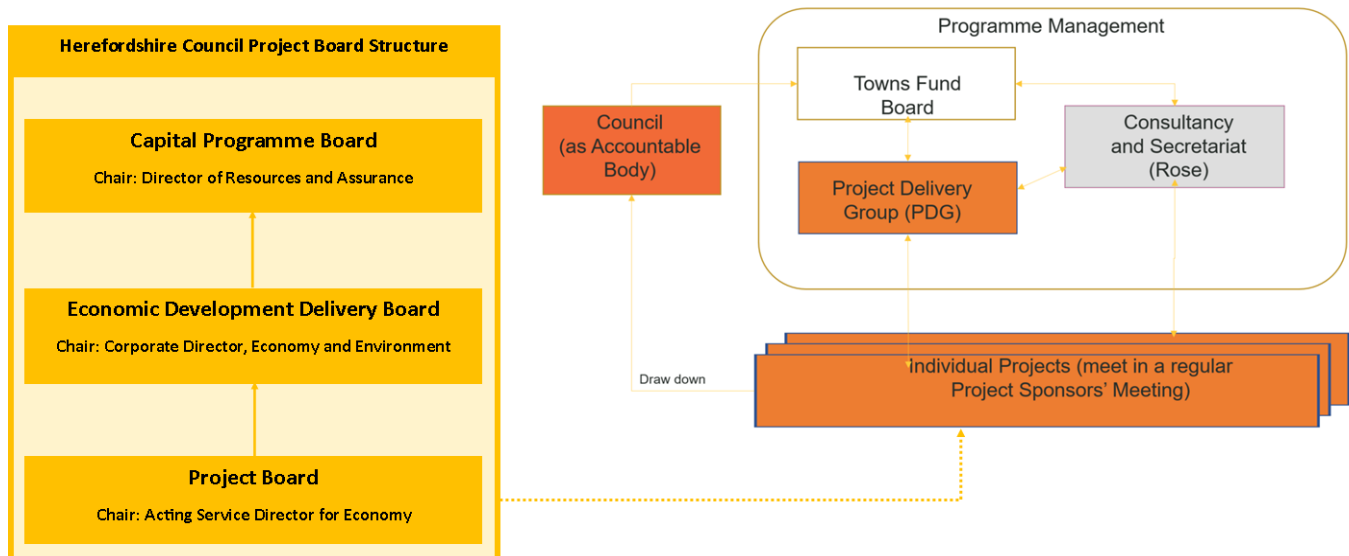 Herefordshire Council Project Board Structure
Capital Programme Board
Chair: Director of Resources and Assurance
Economic Development Delivery Board
Chair: Corporate Director, Economy and Environment
Project Board
Chair: Acting Service Director for Economy
Programme Management
Towns Fund
Board
Council
(as Accountable
Body)
Consultancy
and Secretariat
(Rose)
Project Delivery
Group (PDG)
Draw down
Individual Projects (meet in a regular
Project Sponsors’ Meeting)